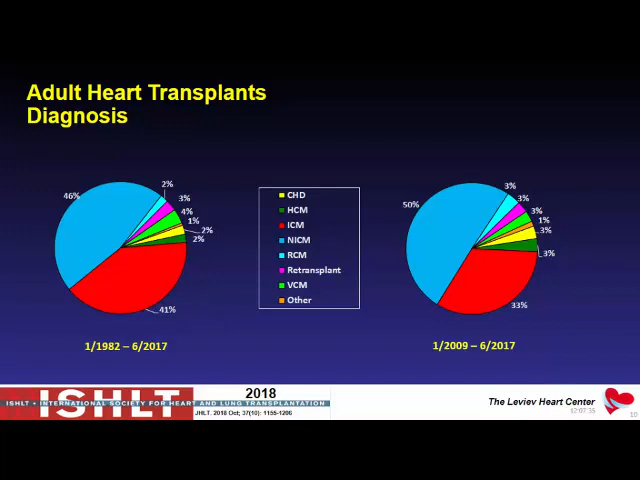 Adult Heart Transplants
Diagnosis
46%
2%
3%
4%
1%
2%
2%
41%
1/1982 – 6/2017
CHD
HCM
ICM
NICM
RCM
Retransplant
VCM
Other
50%
3%
3%
3%
1%
3%
3%
33%
1/2009 – 6/2017
ISHLT
ISHLT • INTERNATIONAL SOCIETY FOR HEART AND LUNG TRANSPLANTATION
2018
JHLT. 2018 Oct; 37(10): 1155-1206
The Leviev Heart Center
12:07:35
10